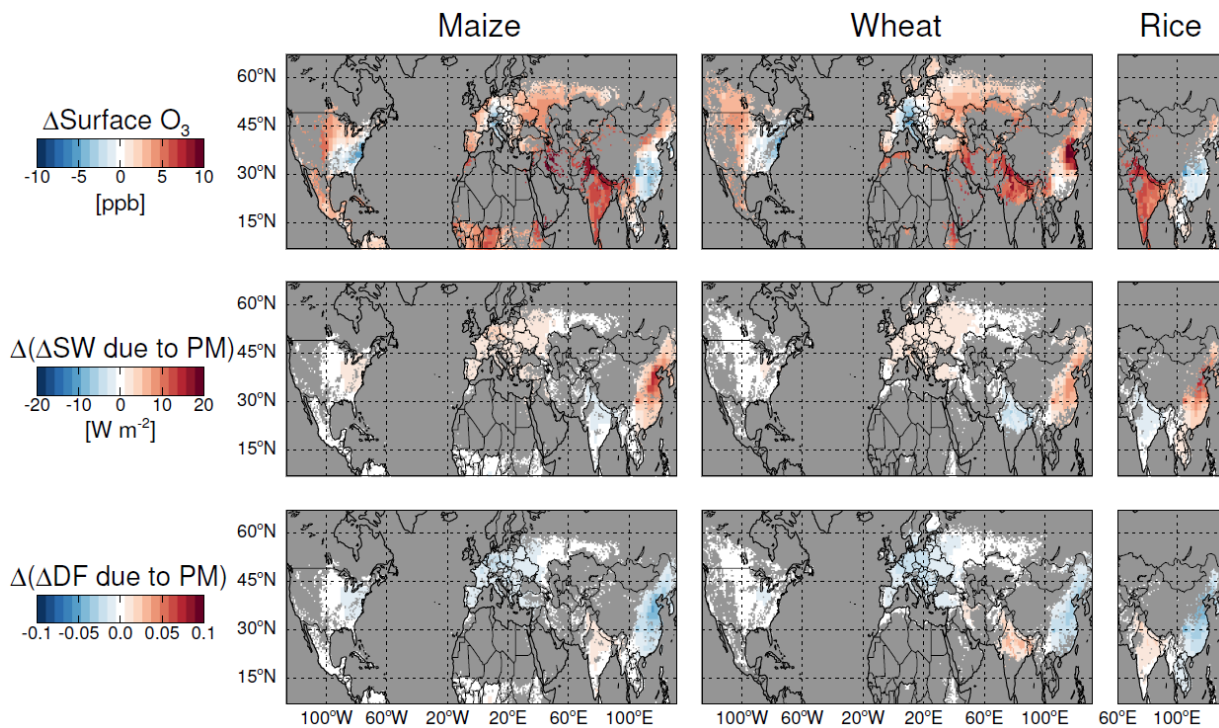 Maize Wheat Rice
ΔSurface O3
-10 -5 0 5 10
[ppb]
60°N
45°N
30°N
15°N
Δ(ΔSW due to PM)
-20 -10 0 10 20
[W m-2]
60°N
45°N
30°N
15°N
Δ(ΔDF due to PM)
-0.1 -0.05 0.0 0.05 0.1
60°N
45°N
30°N
15°N
100°W 60°W 20°W 20°E 60°E 100°E 100°W 60°W 20°W 20°E 60°E 100°E 60°E 100°E